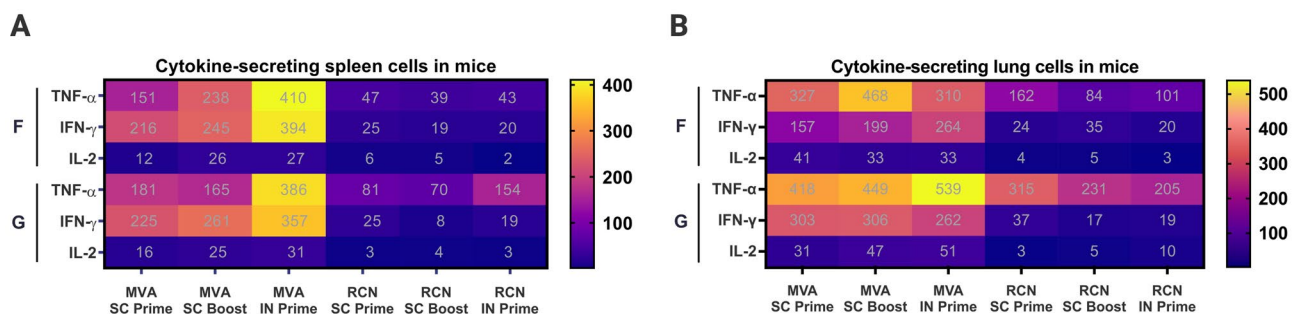 A
Cytokine-secreting spleen cells in mice
F
TNF-α 151 238 410 47 39 43
IFN-γ 216 245 394 25 19 20
IL-2 12 26 27 6 5 2
G
TNF-α 181 165 386 81 70 154
IFN-γ 225 261 357 25 8 19
IL-2 16 25 31 3 4 3
MVA MVA MVA RCN RCN RCN
SC Prime SC Boost IN Prime SC Prime SC Boost IN Prime
400
300
200
100
B
Cytokine-secreting lung cells in mice
F
TNF-α 327 468 310 162 84 101
IFN-γ 157 199 264 24 35 20
IL-2 41 33 33 4 5 3
G
TNF-α 418 449 539 315 231 205
IFN-γ 303 306 262 37 17 19
IL-2 31 47 51 3 5 10
MVA MVA MVA RCN RCN RCN
SC Prime SC Boost IN Prime SC Prime SC Boost IN Prime
500
400
300
200
100